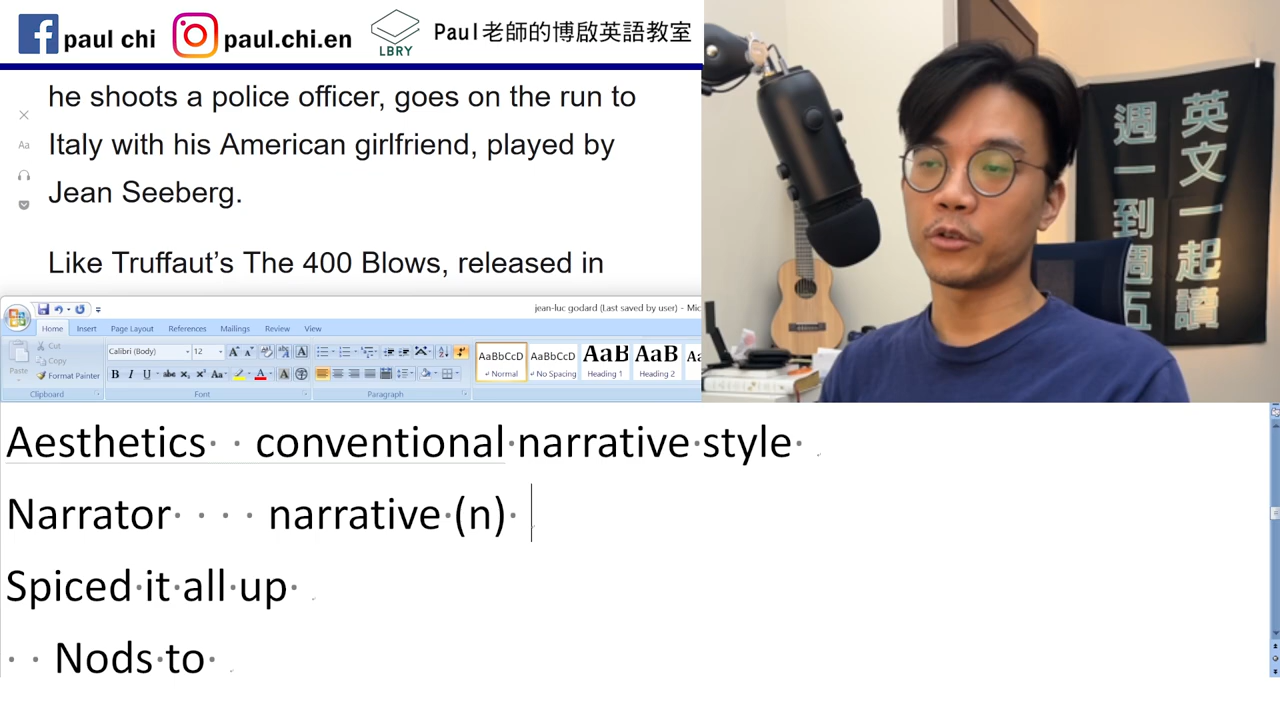 paul chi paul.chi.en LBRY Paul老師的博啟英語教室
he shoots a police officer, goes on the run to
Italy with his American girlfriend, played by
Jean Seeberg.
Like Truffaut's The 400 Blows, released in
Aa
jean-luc godard (Last saved by user) - Mic
Home Insert Page Layout References Mailings Review View
Paste
Cut
Copy
Format Painter
Clipboard
Calibri (Body) 12
Font
Paragraph
AaBbCcD AaBbCcD AaBb AaB
Normal No Spacing Heading 1 Heading 2
英文一起讀
週一到週五
Aesthetics conventional narrative style
Narrator narrative (n)
Spiced it all up
Nods to